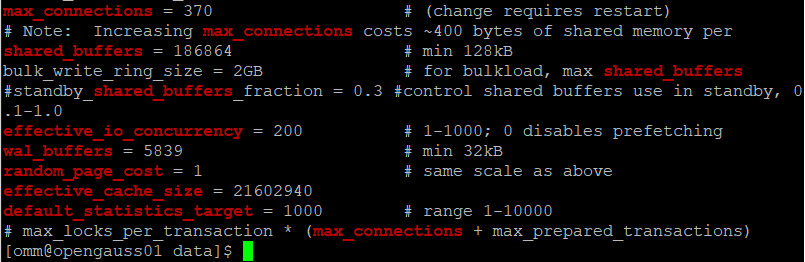 max_connections = 370 # (change requires restart)
# Note: Increasing max_connections costs ~400 bytes of shared memory per
shared_buffers = 186864 # min 128kB
bulk_write_ring_size = 2GB # for bulkload, max shared_buffers
#standby_shared_buffers_fraction = 0.3 #control shared buffers use in standby, 0
.1-1.0
effective_io_concurrency = 200 # 1-1000; 0 disables prefetching
wal_buffers = 5839 # min 32kB
random_page_cost = 1 # same scale as above
effective_cache_size = 21602940
default_statistics_target = 1000 # range 1-10000
# max_locks_per_transaction * (max_connections + max_prepared_transactions)
[omm@opengauss01 data]$